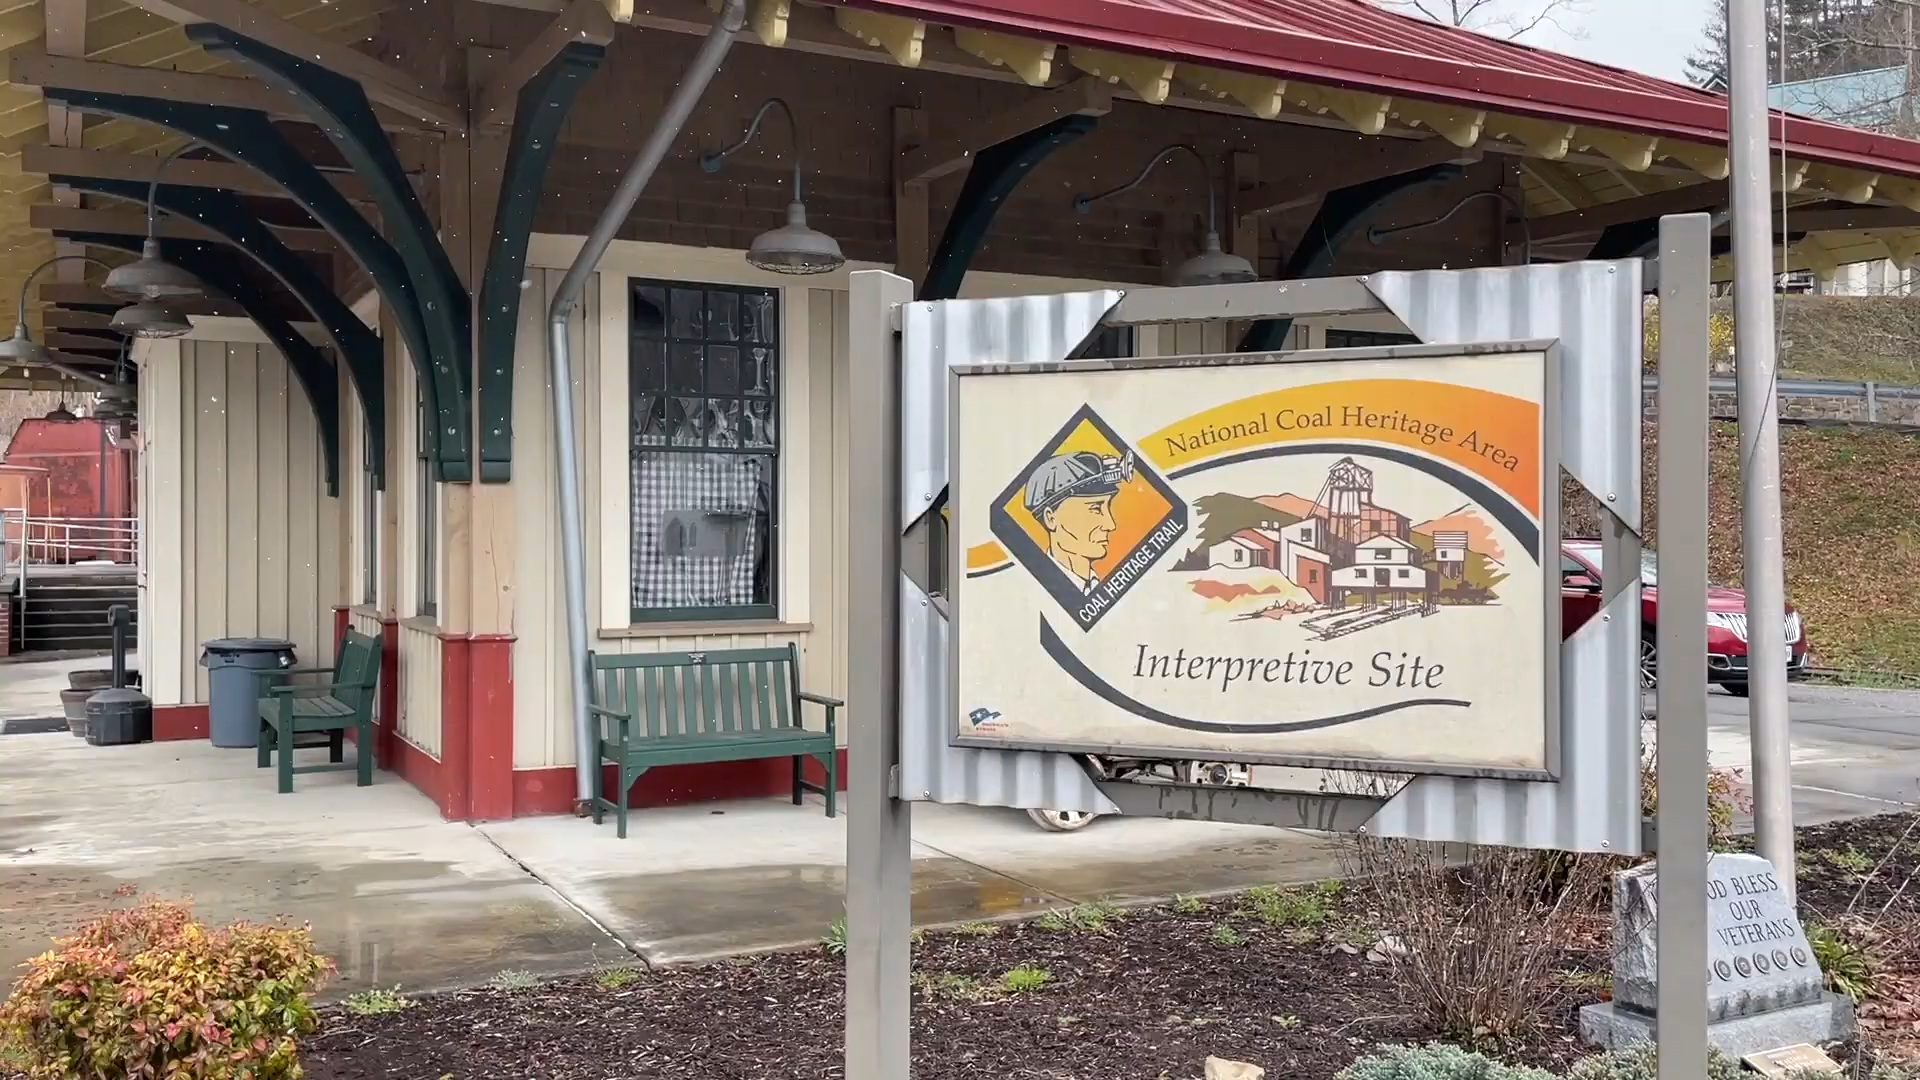 National Coal Heritage Area
COAL HERITAGE TRAIL
Interpretive Site
OD BLESS
OUR
VETERANS